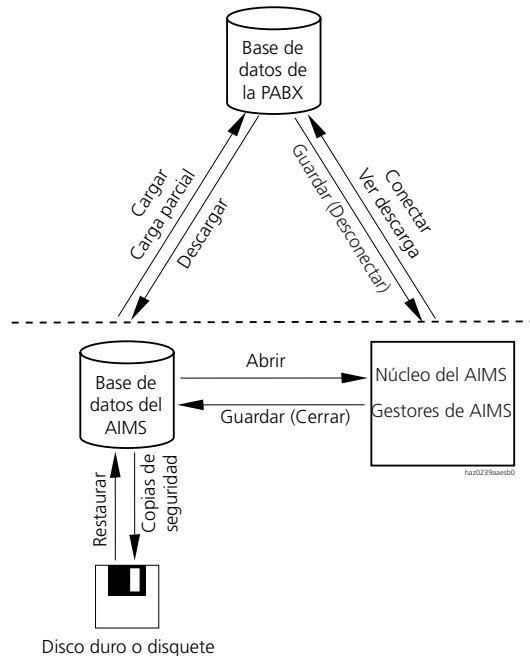 Base de
datos de
la PABX
Cargar
Carga parcial
Descargar
Guardar (Desconectar)
Conectar
Ver descarga
Base de
datos del
AIMS
Abrir
Guardar (Cerrar)
Núcleo del AIMS
Gestores de AIMS
haz0239aaesb0
Restaurar
Copias de
seguridad
Disco duro o disquete